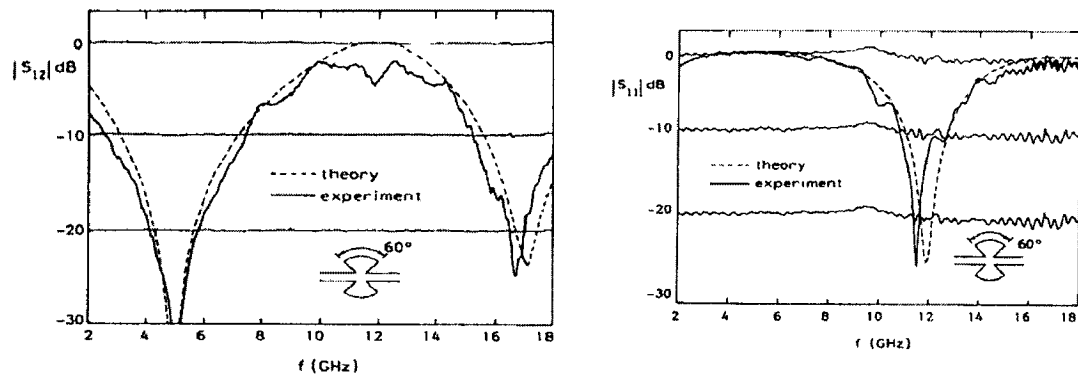 0
|S₁₂| dB
-10
--- theory
— experiment
-20
60°
-30
2 4 6 8 10 12 14 16 18
f (GHz)
0
|S₁₁| dB
-10
--- theory
— experiment
-20
60°
-30
2 4 6 8 10 12 14 16 18
f (GHz)